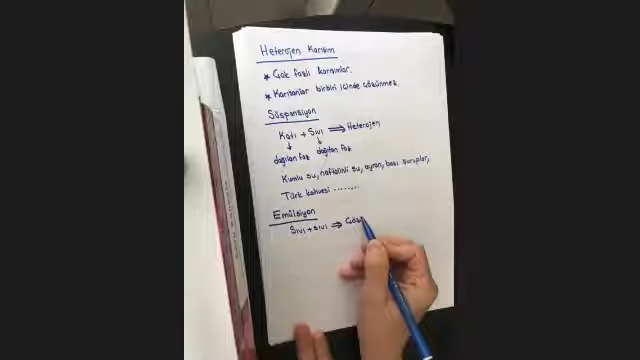 Heterojen Karışım
* Çok fazlı karışımlar.
* Karışanlar birbiri içinde çözünmez.
Süspansiyon
Katı + Sıvı ⟹ Heterojen
↓ ↓
dağılan faz dağıtan faz
Kumlu su, naftalinli su, ayran, bazı şuruplar,
Türk kahvesi ........
Emülsiyon
Sıvı + sıvı ⟹